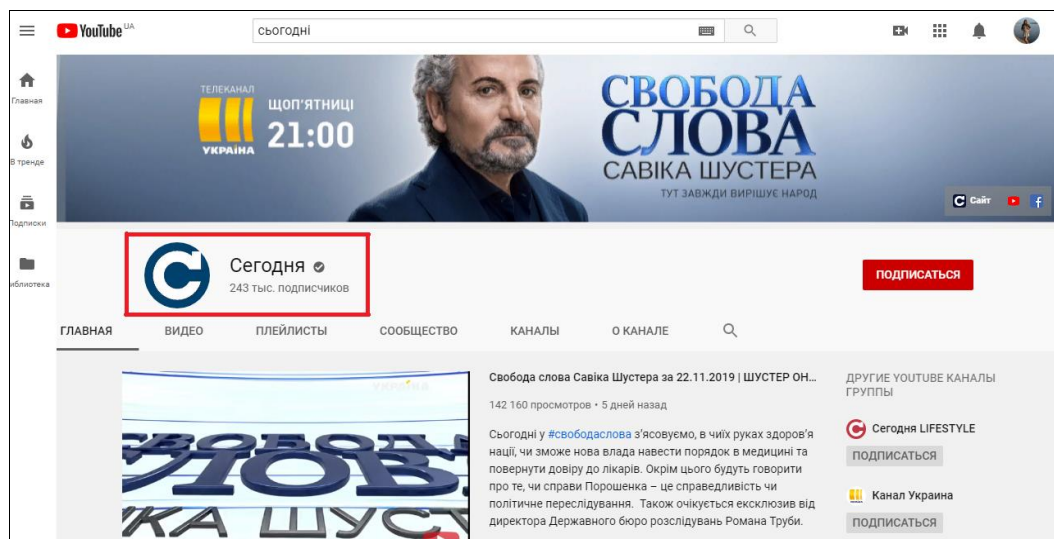 YouTube UA
сьогодні
Главная
В тренде
Подписки
ТЕЛЕКАНАЛ
УКРАЇНА
ЩОП'ЯТНИЦІ
21:00
СВОБОДА
СЛОВА
САВІКА ШУСТЕРА
ТУТ ЗАВЖДИ ВИРІШУЄ НАРОД
Сайт
Сегодня
243 тыс. подписчиков
ПОДПИСАТЬСЯ
ГЛАВНАЯ ВИДЕО ПЛЕЙЛИСТЫ СООБЩЕСТВО КАНАЛЫ О КАНАЛЕ
Свобода слова Савіка Шустера за 22.11.2019 | ШУСТЕР ОН...
142 160 просмотров • 5 дней назад
Сьогодні у #свободаслова з'ясовуємо, в чиїх руках здоров'я
нації, чи зможе нова влада навести порядок в медицині та
повернути довіру до лікарів. Окрім цього будуть говорити
про те, чи справи Порошенка – це справедливість чи
політичне переслідування. Також очікується ексклюзив від
директора Державного бюро розслідувань Романа Труби.
ДРУГИЕ YOUTUBE КАНАЛЫ
ГРУППЫ
Сегодня LIFESTYLE
ПОДПИСАТЬСЯ
Канал Украина
ПОДПИСАТЬСЯ